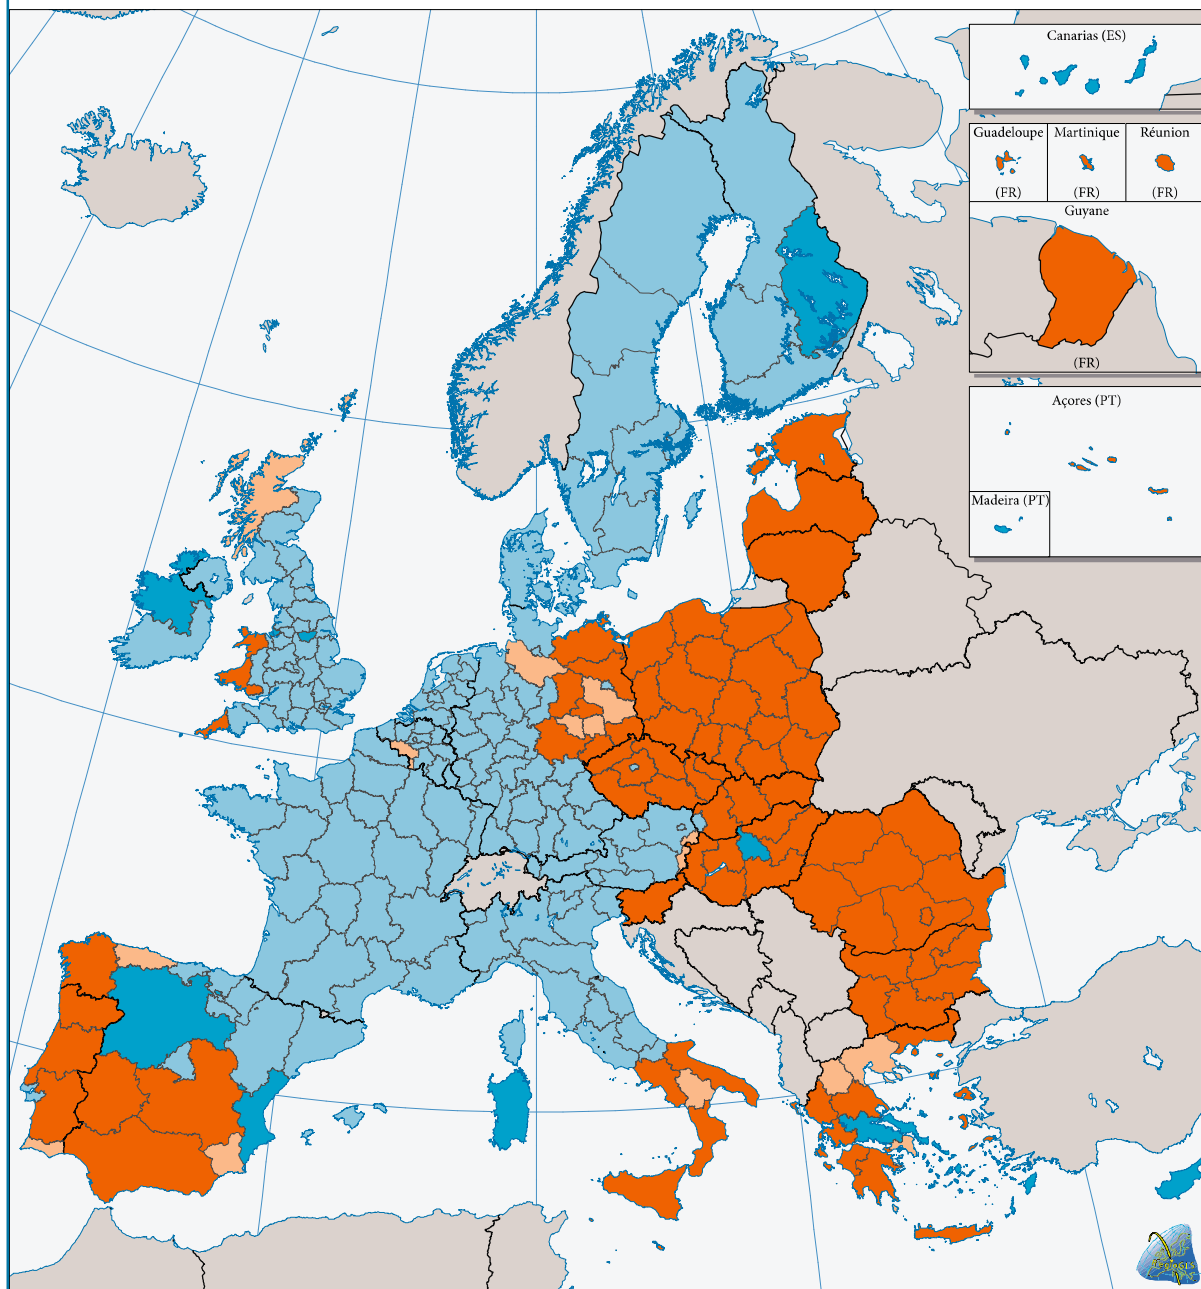 Canarias (ES)
Guadeloupe
Martinique
Réunion
(FR)
(FR)
(FR)
Guyane
(FR)
Açores (PT)
Madeira (PT)